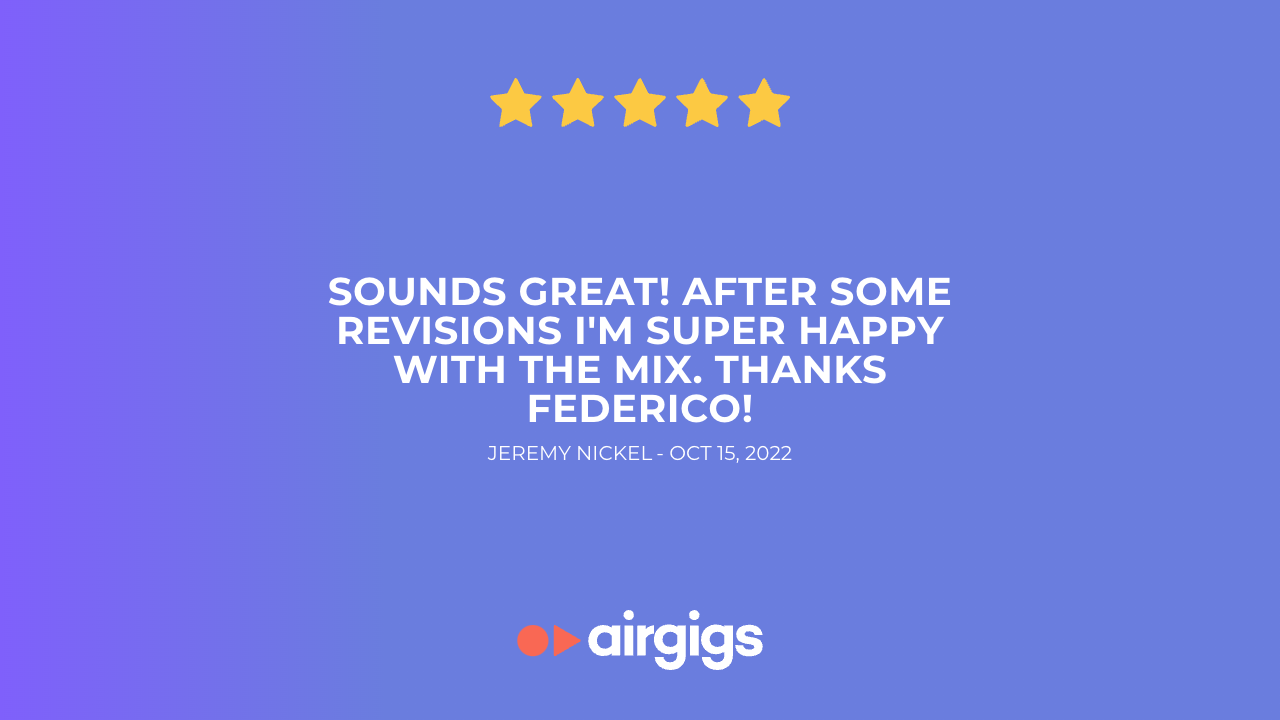 SOUNDS GREAT! AFTER SOME
REVISIONS I'M SUPER HAPPY
WITH THE MIX. THANKS
FEDERICO!
JEREMY NICKEL - OCT 15, 2022
airgigs